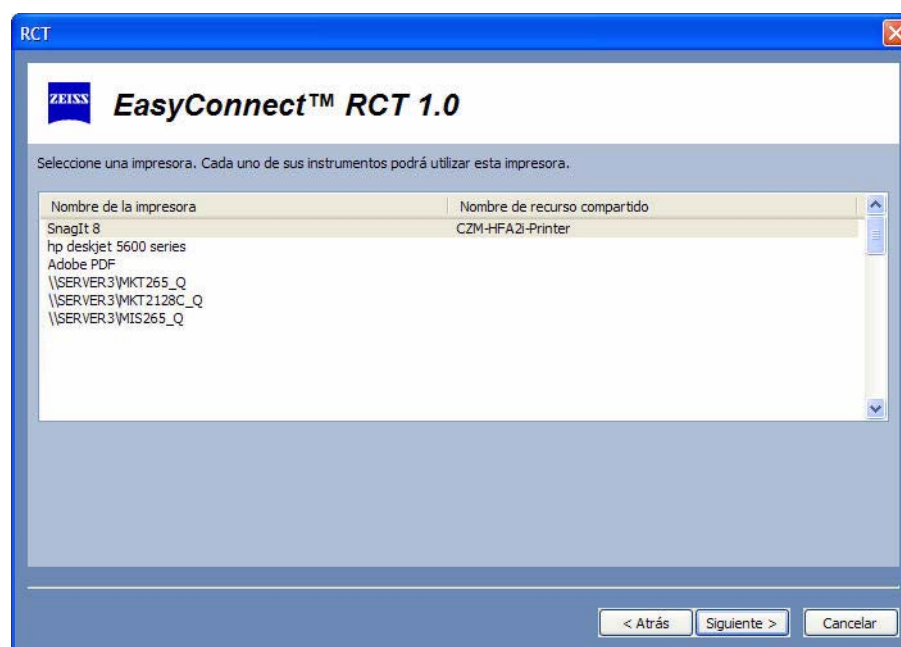 RCT
ZEISS
EasyConnect™ RCT 1.0
Seleccione una impresora. Cada uno de sus instrumentos podrá utilizar esta impresora.
Nombre de la impresora Nombre de recurso compartido
SnagIt 8 CZM-HFA2i-Printer
hp deskjet 5600 series
Adobe PDF
\\SERVER3\MKT265_Q
\\SERVER3\MKT2128C_Q
\\SERVER3\MIS265_Q
< Atrás Siguiente > Cancelar